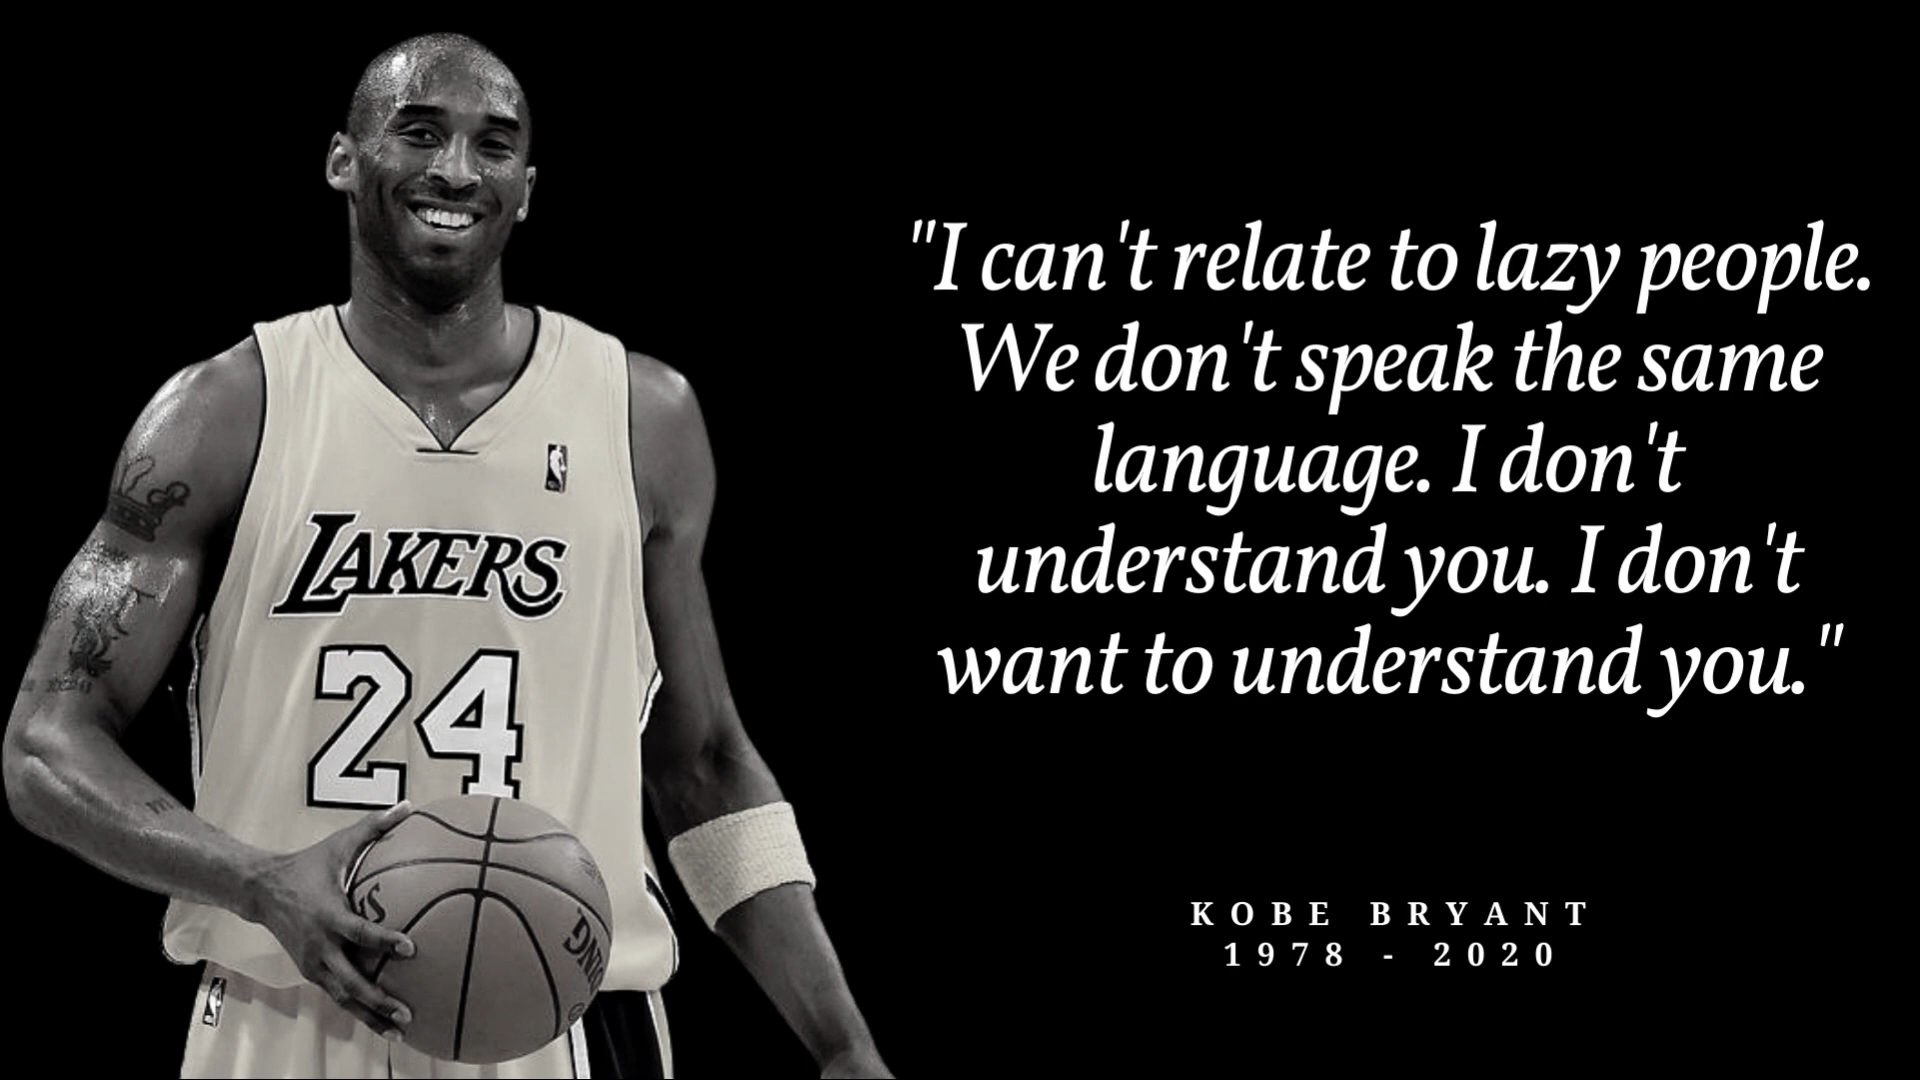 "I can't relate to lazy people.
We don't speak the same
language. I don't
understand you. I don't
want to understand you."
KOBE BRYANT
1978 - 2020
LAKERS
24